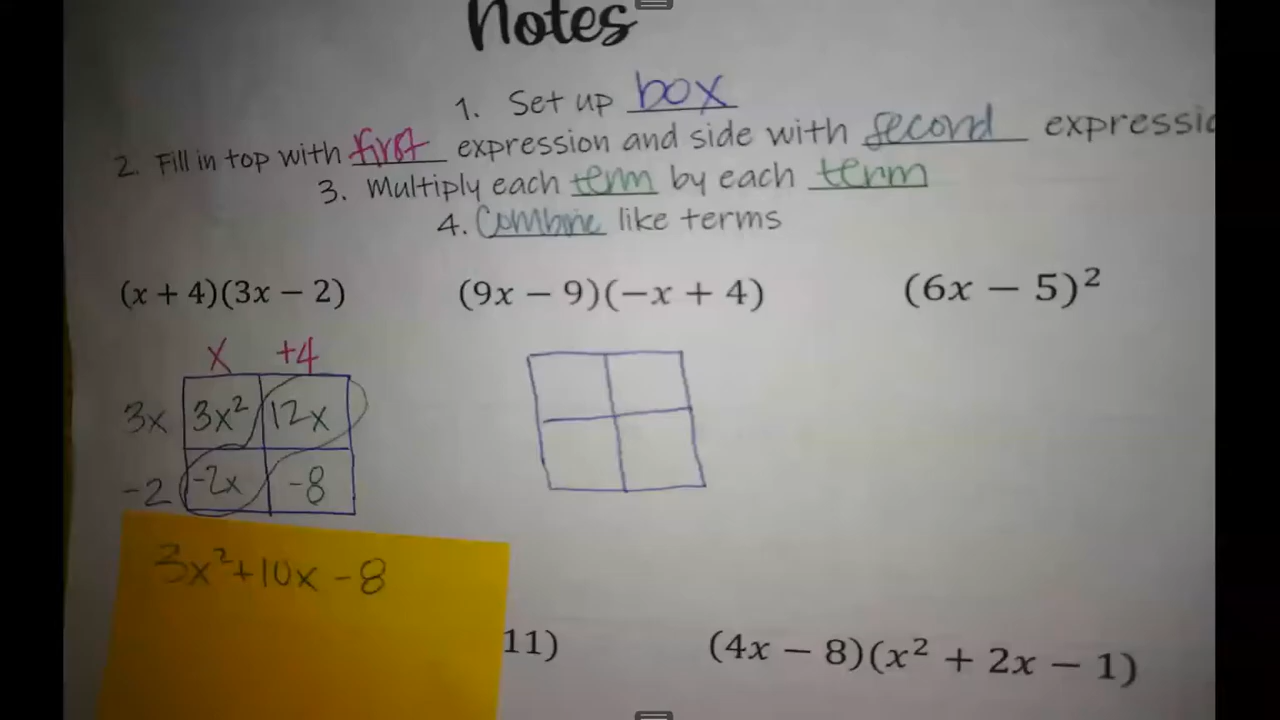 Notes
1. Set up box
2. Fill in top with first expression and side with second expressio
3. Multiply each term by each term
4. Combine like terms
(x + 4)(3x − 2)
(9x − 9)(−x + 4)
(6x − 5)²
x +4
3x 3x² 12x
-2 -2x -8
3x²+10x -8
11)
(4x − 8)(x² + 2x − 1)